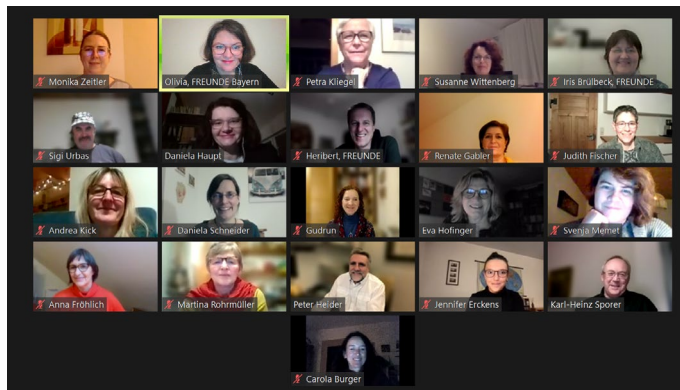 Monika Zeitler
Olivia, FREUNDE Bayern
Petra Kliegel
Susanne Wittenberg
Iris Brülbeck, FREUNDE
Sigi Urbas
Daniela Haupt
Heribert, FREUNDE
Renate Gabler
Judith Fischer
Andrea Kick
Daniela Schneider
Gudrun
Eva Hofinger
Svenja Memet
Anna Fröhlich
Martina Rohrmüller
Peter Heider
Jennifer Erckens
Karl-Heinz Sporer
Carola Burger